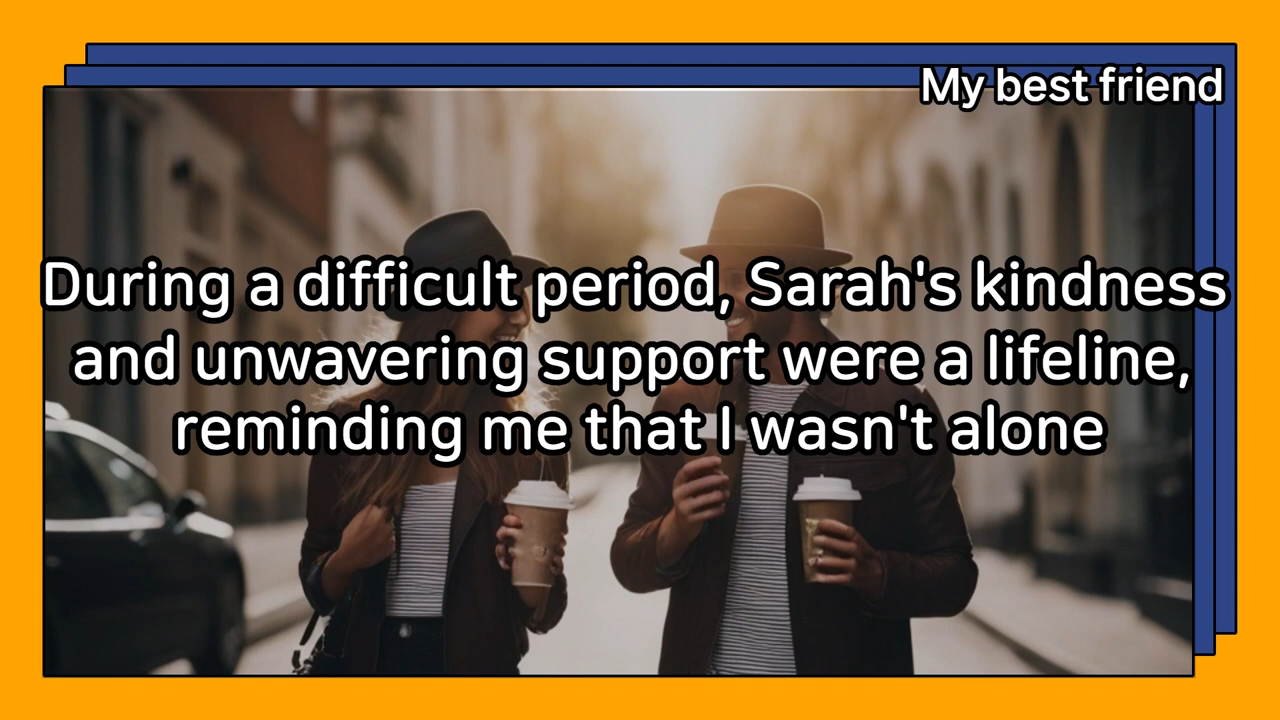 My best friend
During a difficult period, Sarah's kindness
and unwavering support were a lifeline,
reminding me that I wasn't alone